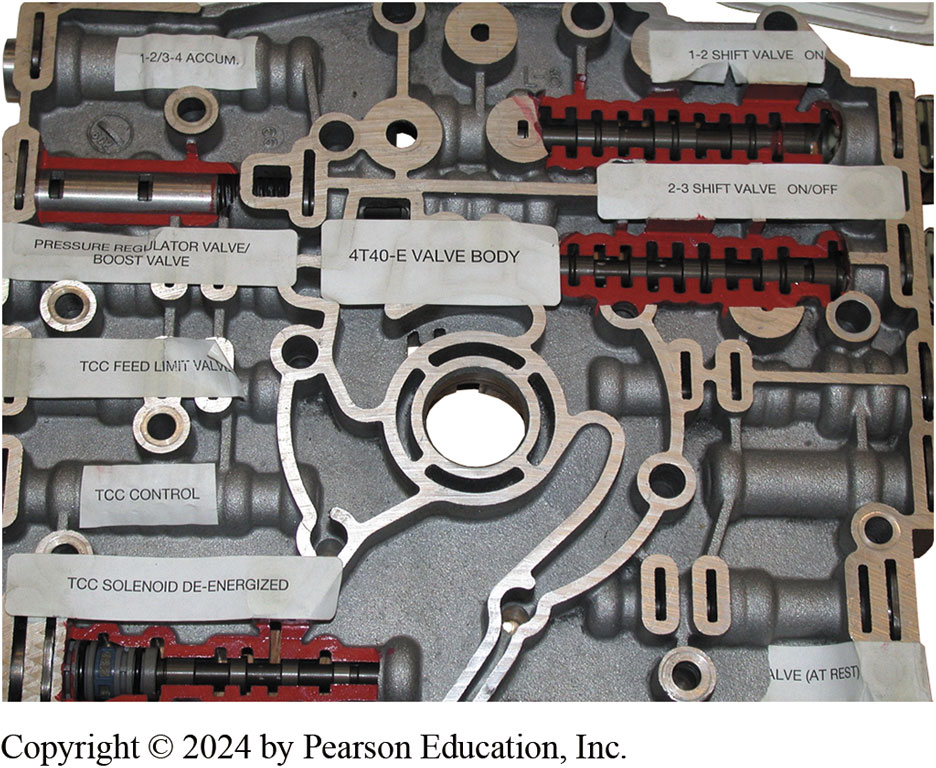 1-2/3-4 ACCUM.
1-2 SHIFT VALVE ON
2-3 SHIFT VALVE ON/OFF
PRESSURE REGULATOR VALVE/
BOOST VALVE
4T40-E VALVE BODY
TCC FEED LIMIT VALVE
TCC CONTROL
TCC SOLENOID DE-ENERGIZED
ALVE (AT REST)
Copyright © 2024 by Pearson Education, Inc.